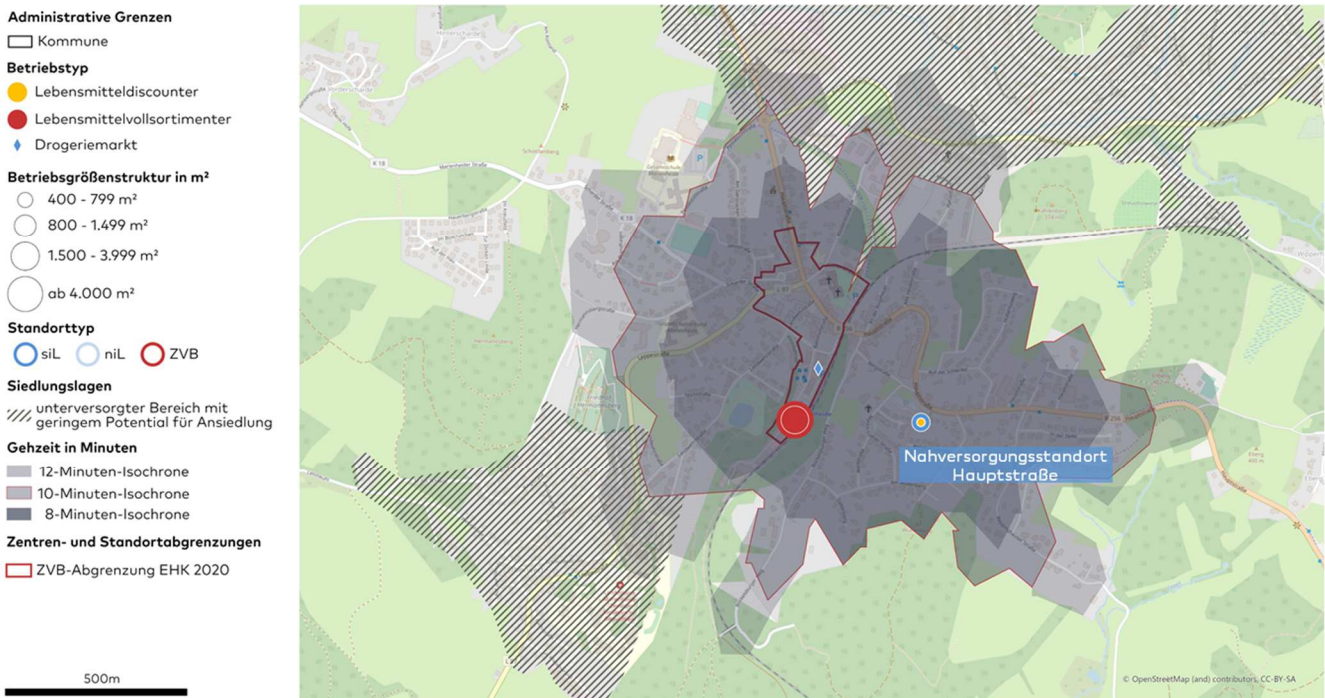 Administrative Grenzen
Kommune
Betriebstyp
Lebensmitteldiscounter
Lebensmittelvollsortimenter
Drogeriemarkt
Betriebsgrößenstruktur in m²
400 - 799 m²
800 - 1.499 m²
1.500 - 3.999 m²
ab 4.000 m²
Standorttyp
siL niL ZVB
Siedlungslagen
unterversorgter Bereich mit
geringem Potential für Ansiedlung
Gehzeit in Minuten
12-Minuten-Isochrone
10-Minuten-Isochrone
8-Minuten-Isochrone
Zentren- und Standortabgrenzungen
ZVB-Abgrenzung EHK 2020
500m
K 18
Marienheider Straße
K 18
P
Nahversorgungsstandort
Hauptstraße
© OpenStreetMap (and) contributors, CC-BY-SA